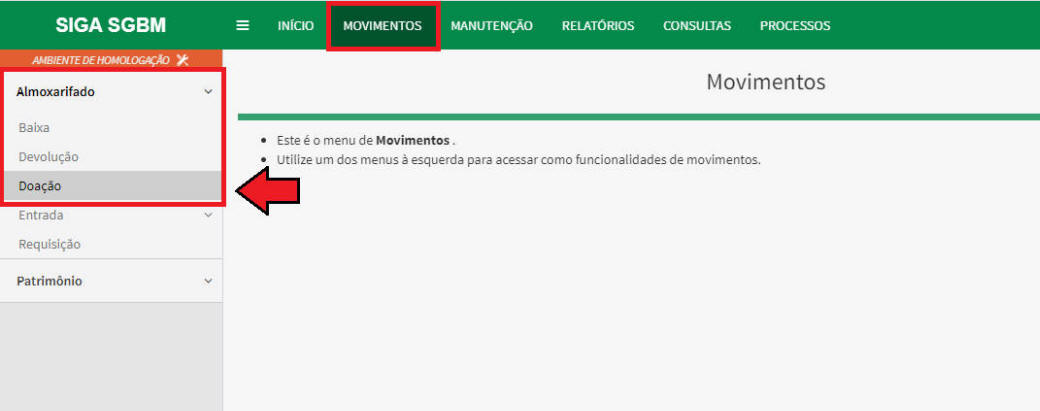 SIGA SGBM
INÍCIO MOVIMENTOS MANUTENÇÃO RELATÓRIOS CONSULTAS PROCESSOS
AMBIENTE DE HOMOLOGAÇÃO
Almoxarifado
Baixa
Devolução
Doação
Entrada
Requisição
Patrimônio
Movimentos
Este é o menu de Movimentos .
Utilize um dos menus à esquerda para acessar como funcionalidades de movimentos.